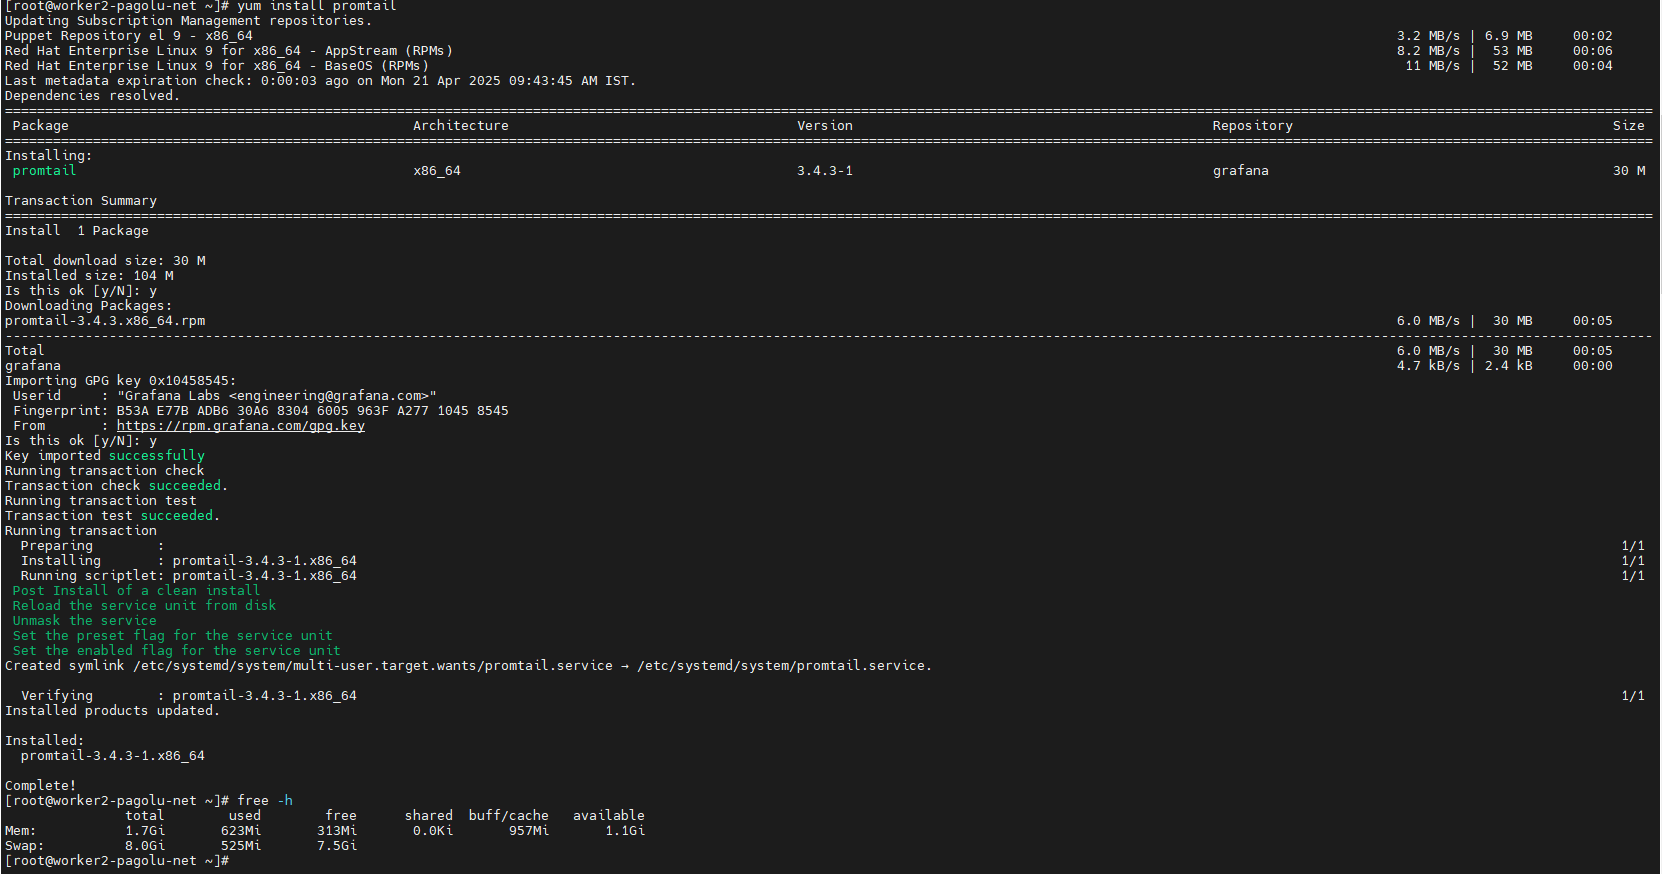 [root@worker2-pagolu-net ~]# yum install promtail
Updating Subscription Management repositories.
Puppet Repository el 9 - x86_64 3.2 MB/s | 6.9 MB 00:02
Red Hat Enterprise Linux 9 for x86_64 - AppStream (RPMs) 8.2 MB/s | 53 MB 00:06
Red Hat Enterprise Linux 9 for x86_64 - BaseOS (RPMs) 11 MB/s | 52 MB 00:04
Last metadata expiration check: 0:00:03 ago on Mon 21 Apr 2025 09:43:45 AM IST.
Dependencies resolved.
Package Architecture Version Repository Size
Installing:
promtail x86_64 3.4.3-1 grafana 30 M
Transaction Summary
Install 1 Package
Total download size: 30 M
Installed size: 104 M
Is this ok [y/N]: y
Downloading Packages:
promtail-3.4.3.x86_64.rpm 6.0 MB/s | 30 MB 00:05
Total 6.0 MB/s | 30 MB 00:05
grafana 4.7 kB/s | 2.4 kB 00:00
Importing GPG key 0x10458545:
Userid : "Grafana Labs <engineering@grafana.com>"
Fingerprint: B53A E77B ADB6 30A6 8304 6005 963F A277 1045 8545
From : https://rpm.grafana.com/gpg.key
Is this ok [y/N]: y
Key imported successfully
Running transaction check
Transaction check succeeded.
Running transaction test
Transaction test succeeded.
Running transaction
Preparing : 1/1
Installing : promtail-3.4.3-1.x86_64 1/1
Running scriptlet: promtail-3.4.3-1.x86_64 1/1
Post Install of a clean install
Reload the service unit from disk
Unmask the service
Set the preset flag for the service unit
Set the enabled flag for the service unit
Created symlink /etc/systemd/system/multi-user.target.wants/promtail.service → /etc/systemd/system/promtail.service.
Verifying : promtail-3.4.3-1.x86_64 1/1
Installed products updated.
Installed:
promtail-3.4.3-1.x86_64
Complete!
[root@worker2-pagolu-net ~]# free -h
total used free shared buff/cache available
Mem: 1.7Gi 623Mi 313Mi 0.0Ki 957Mi 1.1Gi
Swap: 8.0Gi 525Mi 7.5Gi
[root@worker2-pagolu-net ~]#